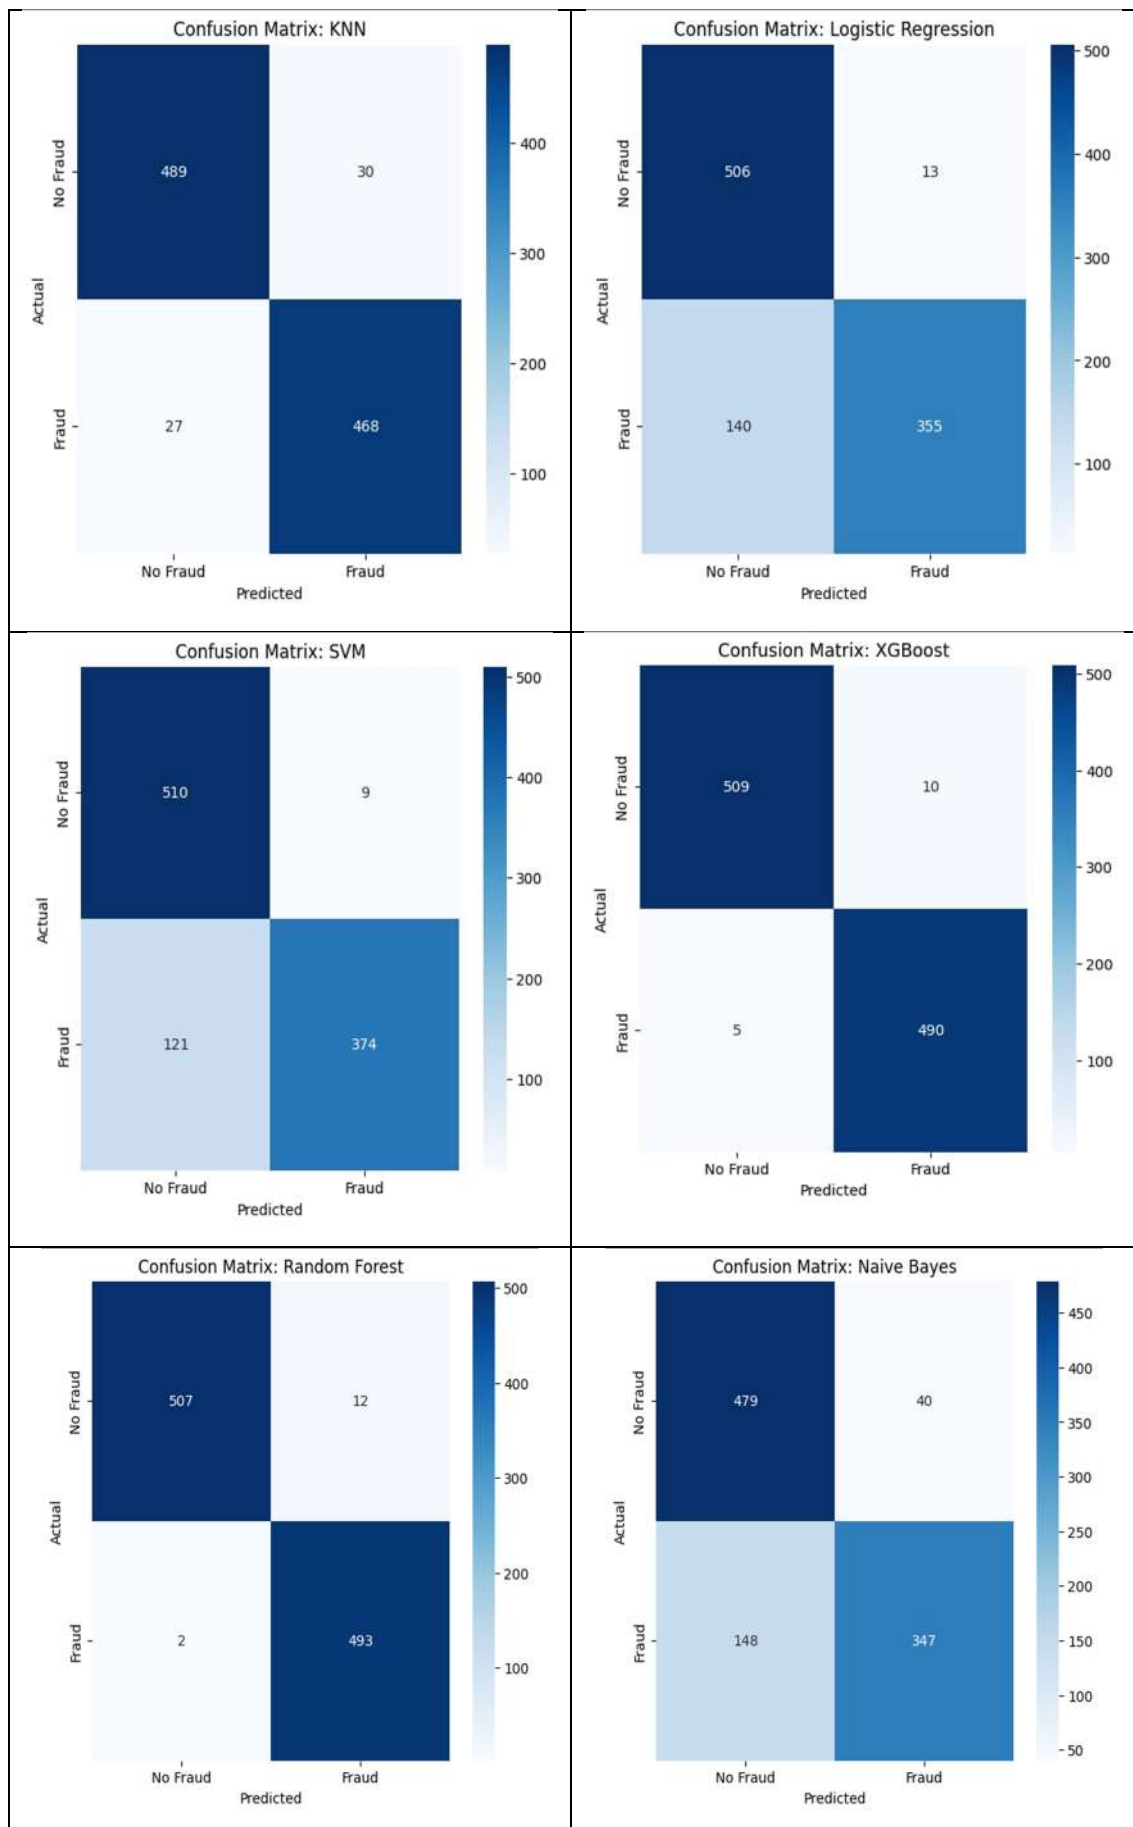 Confusion Matrix: KNN
No Fraud
Fraud
Actual
489 30
27 468
No Fraud Fraud
Predicted
400
300
200
100
Confusion Matrix: Logistic Regression
No Fraud
Fraud
Actual
506 13
140 355
No Fraud Fraud
Predicted
500
400
300
200
100
Confusion Matrix: SVM
No Fraud
Fraud
Actual
510 9
121 374
No Fraud Fraud
Predicted
500
400
300
200
100
Confusion Matrix: XGBoost
No Fraud
Fraud
Actual
509 10
5 490
No Fraud Fraud
Predicted
500
400
300
200
100
Confusion Matrix: Random Forest
No Fraud
Fraud
Actual
507 12
2 493
No Fraud Fraud
Predicted
500
400
300
200
100
Confusion Matrix: Naive Bayes
No Fraud
Fraud
Actual
479 40
148 347
No Fraud Fraud
Predicted
450
400
350
300
250
200
150
100
50